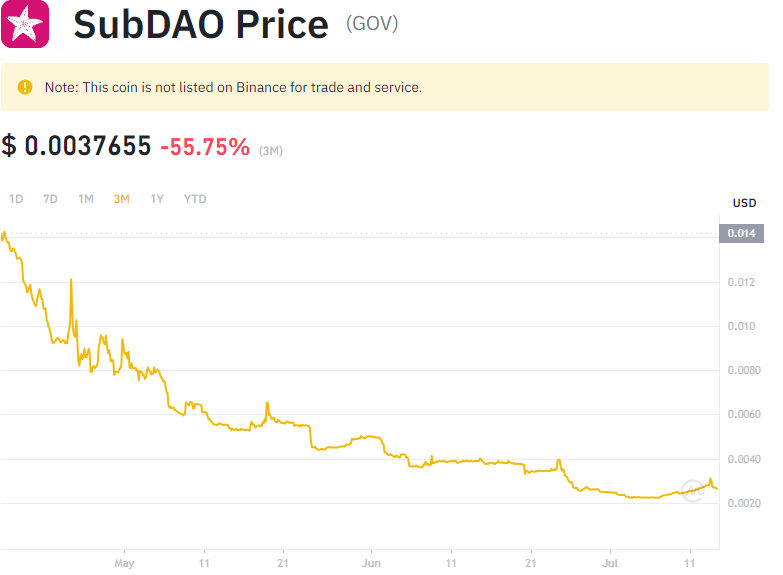 SubDAO Price (GOV)
Note: This coin is not listed on Binance for trade and service.
$ 0.0037655 -55.75% (3M)
1D 7D 1M 3M 1Y YTD
USD
0.014
0.012
0.010
0.0080
0.0060
0.0040
0.0020
May 11 21 Jun 11 21 Jul 11